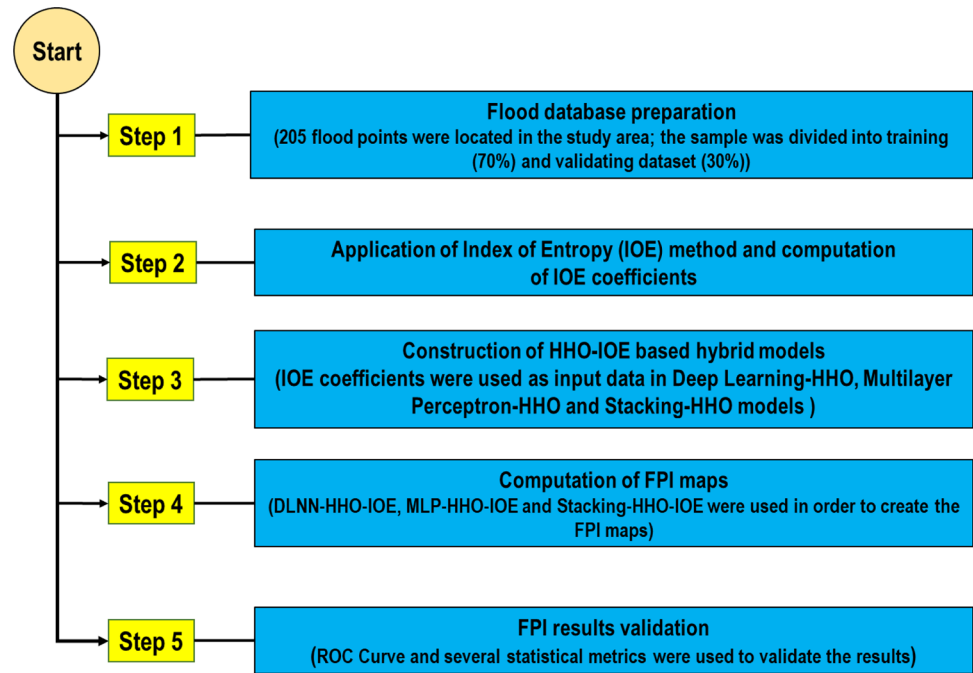 Start
Step 1
Flood database preparation
(205 flood points were located in the study area; the sample was divided into training
(70%) and validating dataset (30%))
Step 2
Application of Index of Entropy (IOE) method and computation
of IOE coefficients
Step 3
Construction of HHO-IOE based hybrid models
(IOE coefficients were used as input data in Deep Learning-HHO, Multilayer
Perceptron-HHO and Stacking-HHO models )
Step 4
Computation of FPI maps
(DLNN-HHO-IOE, MLP-HHO-IOE and Stacking-HHO-IOE were used in order to create the
FPI maps)
Step 5
FPI results validation
(ROC Curve and several statistical metrics were used to validate the results)